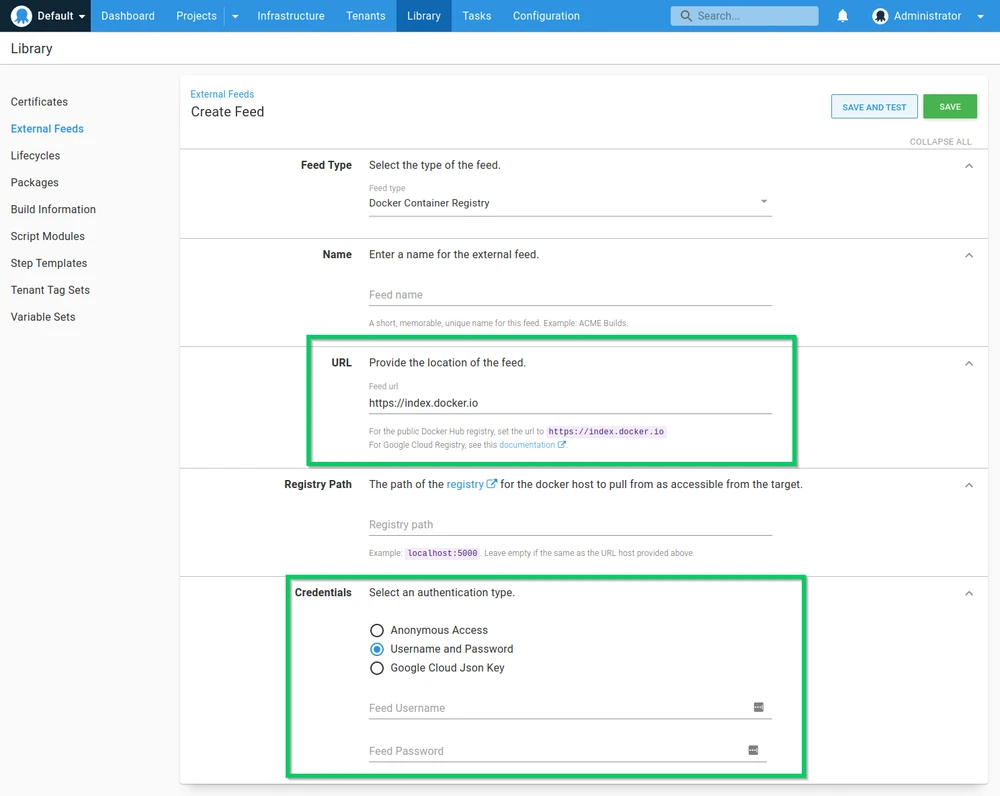 Default Dashboard Projects Infrastructure Tenants Library Tasks Configuration Search... Administrator
Library
Certificates
External Feeds
Lifecycles
Packages
Build Information
Script Modules
Step Templates
Tenant Tag Sets
Variable Sets
External Feeds
Create Feed
SAVE AND TEST
SAVE
COLLAPSE ALL
Feed Type Select the type of the feed.
Feed type
Docker Container Registry
Name Enter a name for the external feed.
Feed name
A short, memorable, unique name for this feed. Example: ACME Builds.
URL Provide the location of the feed.
Feed url
https://index.docker.io
For the public Docker Hub registry, set the url to https://index.docker.io
For Google Cloud Registry, see this documentation.
Registry Path The path of the registry for the docker host to pull from as accessible from the target.
Registry path
Example: localhost:5000. Leave empty if the same as the URL host provided above.
Credentials Select an authentication type.
Anonymous Access
Username and Password
Google Cloud Json Key
Feed Username
Feed Password